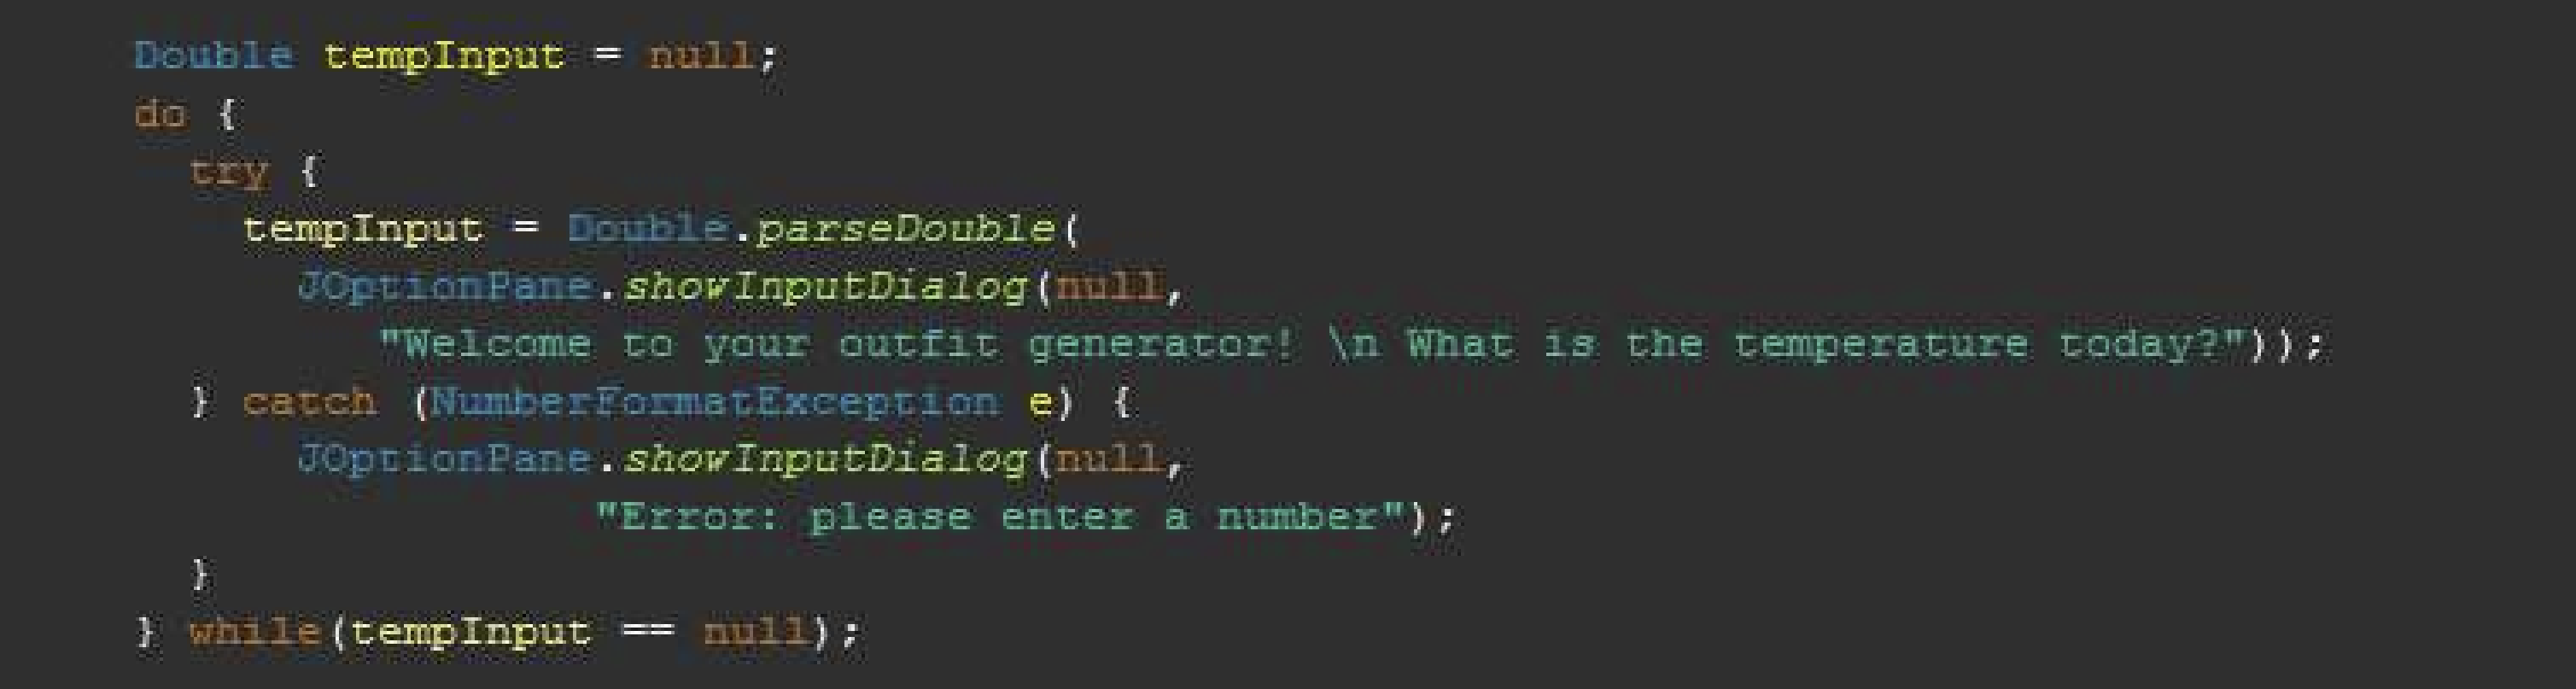 Double tempInput = null;
do {
try {
tempInput = Double.parseDouble(
JOptionPane.showInputDialog(null,
"Welcome to your outfit generator! \n What is the temperature today?"));
} catch (NumberFormatException e) {
JOptionPane.showInputDialog(null,
"Error: please enter a number");
}
} while(tempInput == null);